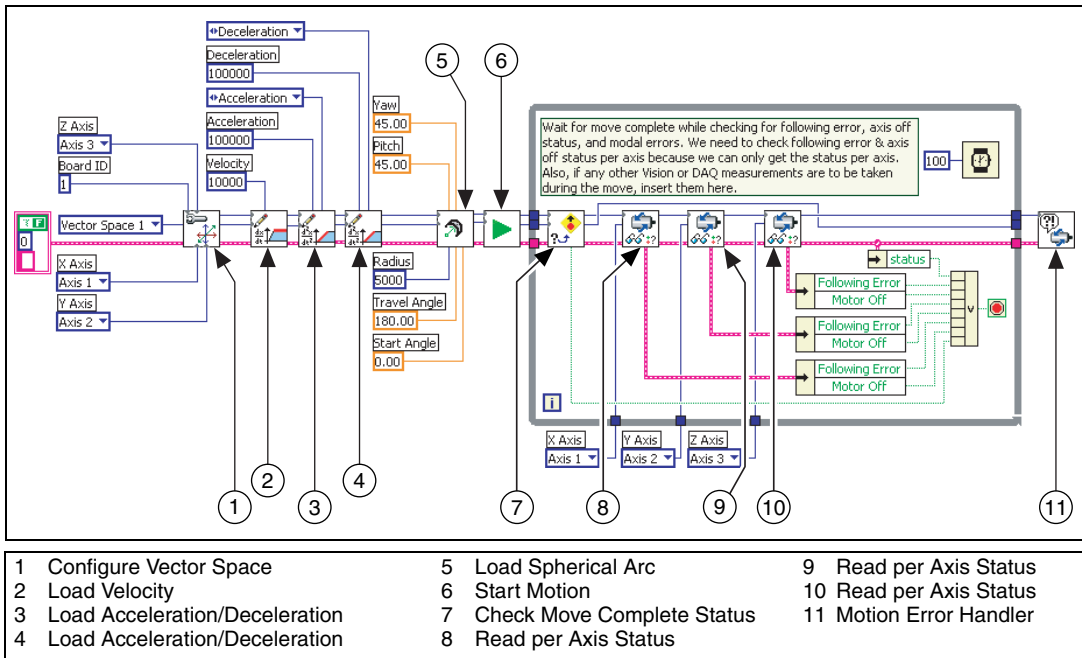 Deceleration
Deceleration
100000
Acceleration
Acceleration
100000
Velocity
10000
Z Axis
Axis 3
Board ID
1
Vector Space 1
F
0
X Axis
Axis 1
Y Axis
Axis 2
Yaw
45.00
Pitch
45.00
Radius
5000
Travel Angle
180.00
Start Angle
0.00
5
6
Wait for move complete while checking for following error, axis off
status, and modal errors. We need to check following error & axis
off status per axis because we can only get the status per axis.
Also, if any other Vision or DAQ measurements are to be taken
during the move, insert them here.
100
status
Following Error
Motor Off
Following Error
Motor Off
Following Error
Motor Off
i
X Axis
Axis 1
Y Axis
Axis 2
Z Axis
Axis 3
1
2
3
4
7
8
9
10
11
1 Configure Vector Space
2 Load Velocity
3 Load Acceleration/Deceleration
4 Load Acceleration/Deceleration
5 Load Spherical Arc
6 Start Motion
7 Check Move Complete Status
8 Read per Axis Status
9 Read per Axis Status
10 Read per Axis Status
11 Motion Error Handler